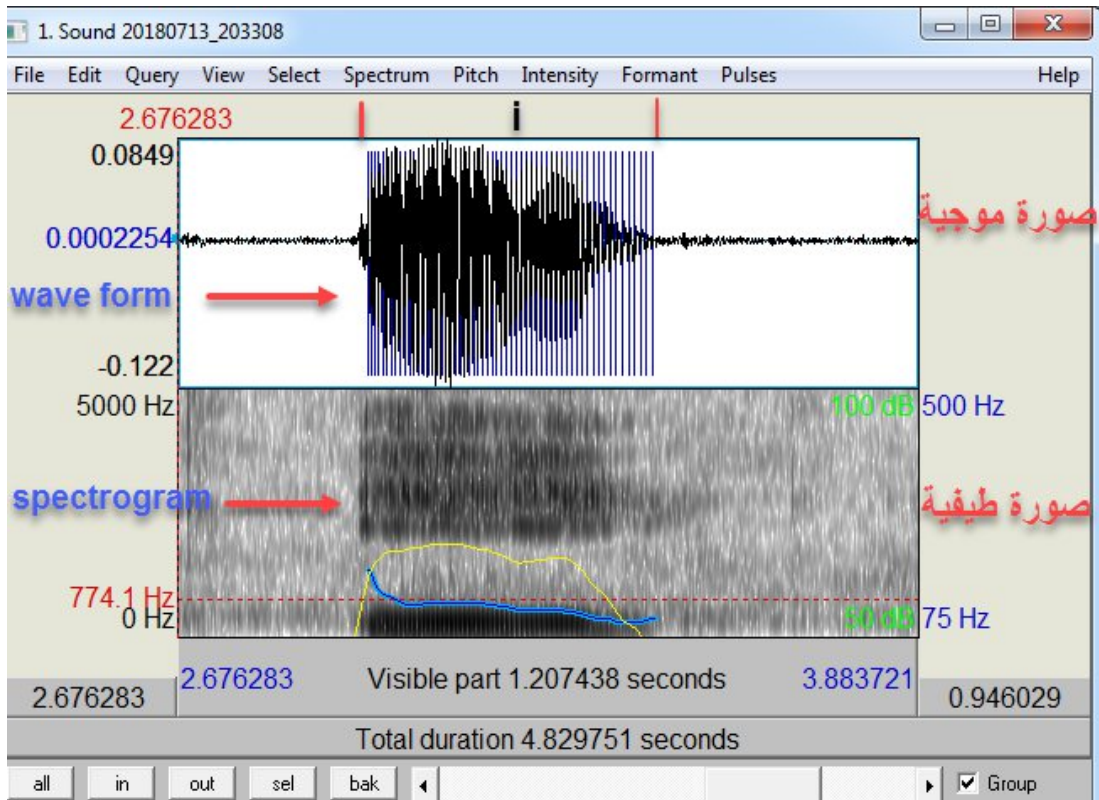 1. Sound 20180713_203308
File Edit Query View Select Spectrum Pitch Intensity Formant Pulses Help
2.676283
i
0.0849
صورة موجية
0.0002254
wave form
-0.122
5000 Hz
100 dB
500 Hz
spectrogram
صورة طيفية
774.1 Hz
0 Hz
50 dB
75 Hz
2.676283 Visible part 1.207438 seconds 3.883721
2.676283
0.946029
Total duration 4.829751 seconds
all in out sel bak Group